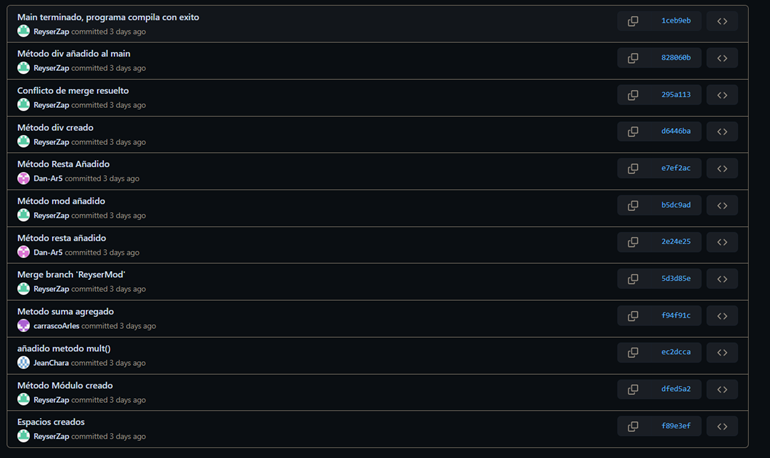 Main terminado, programa compila con exito
1ceb9eb
ReyserZap committed 3 days ago
Método div añadido al main
828060b
ReyserZap committed 3 days ago
Conflicto de merge resuelto
295a113
ReyserZap committed 3 days ago
Método div creado
d6446ba
ReyserZap committed 3 days ago
Método Resta Añadido
e7ef2ac
Dan-Ar5 committed 3 days ago
Método mod añadido
b5dc9ad
ReyserZap committed 3 days ago
Método resta añadido
2e24e25
Dan-Ar5 committed 3 days ago
Merge branch 'ReyserMod'
5d3d85e
ReyserZap committed 3 days ago
Metodo suma agregado
f94f91c
carrascoArles committed 3 days ago
añadido metodo mult()
ec2dcca
JeanChara committed 3 days ago
Método Módulo creado
dfed5a2
ReyserZap committed 3 days ago
Espacios creados
f89e3ef
ReyserZap committed 3 days ago